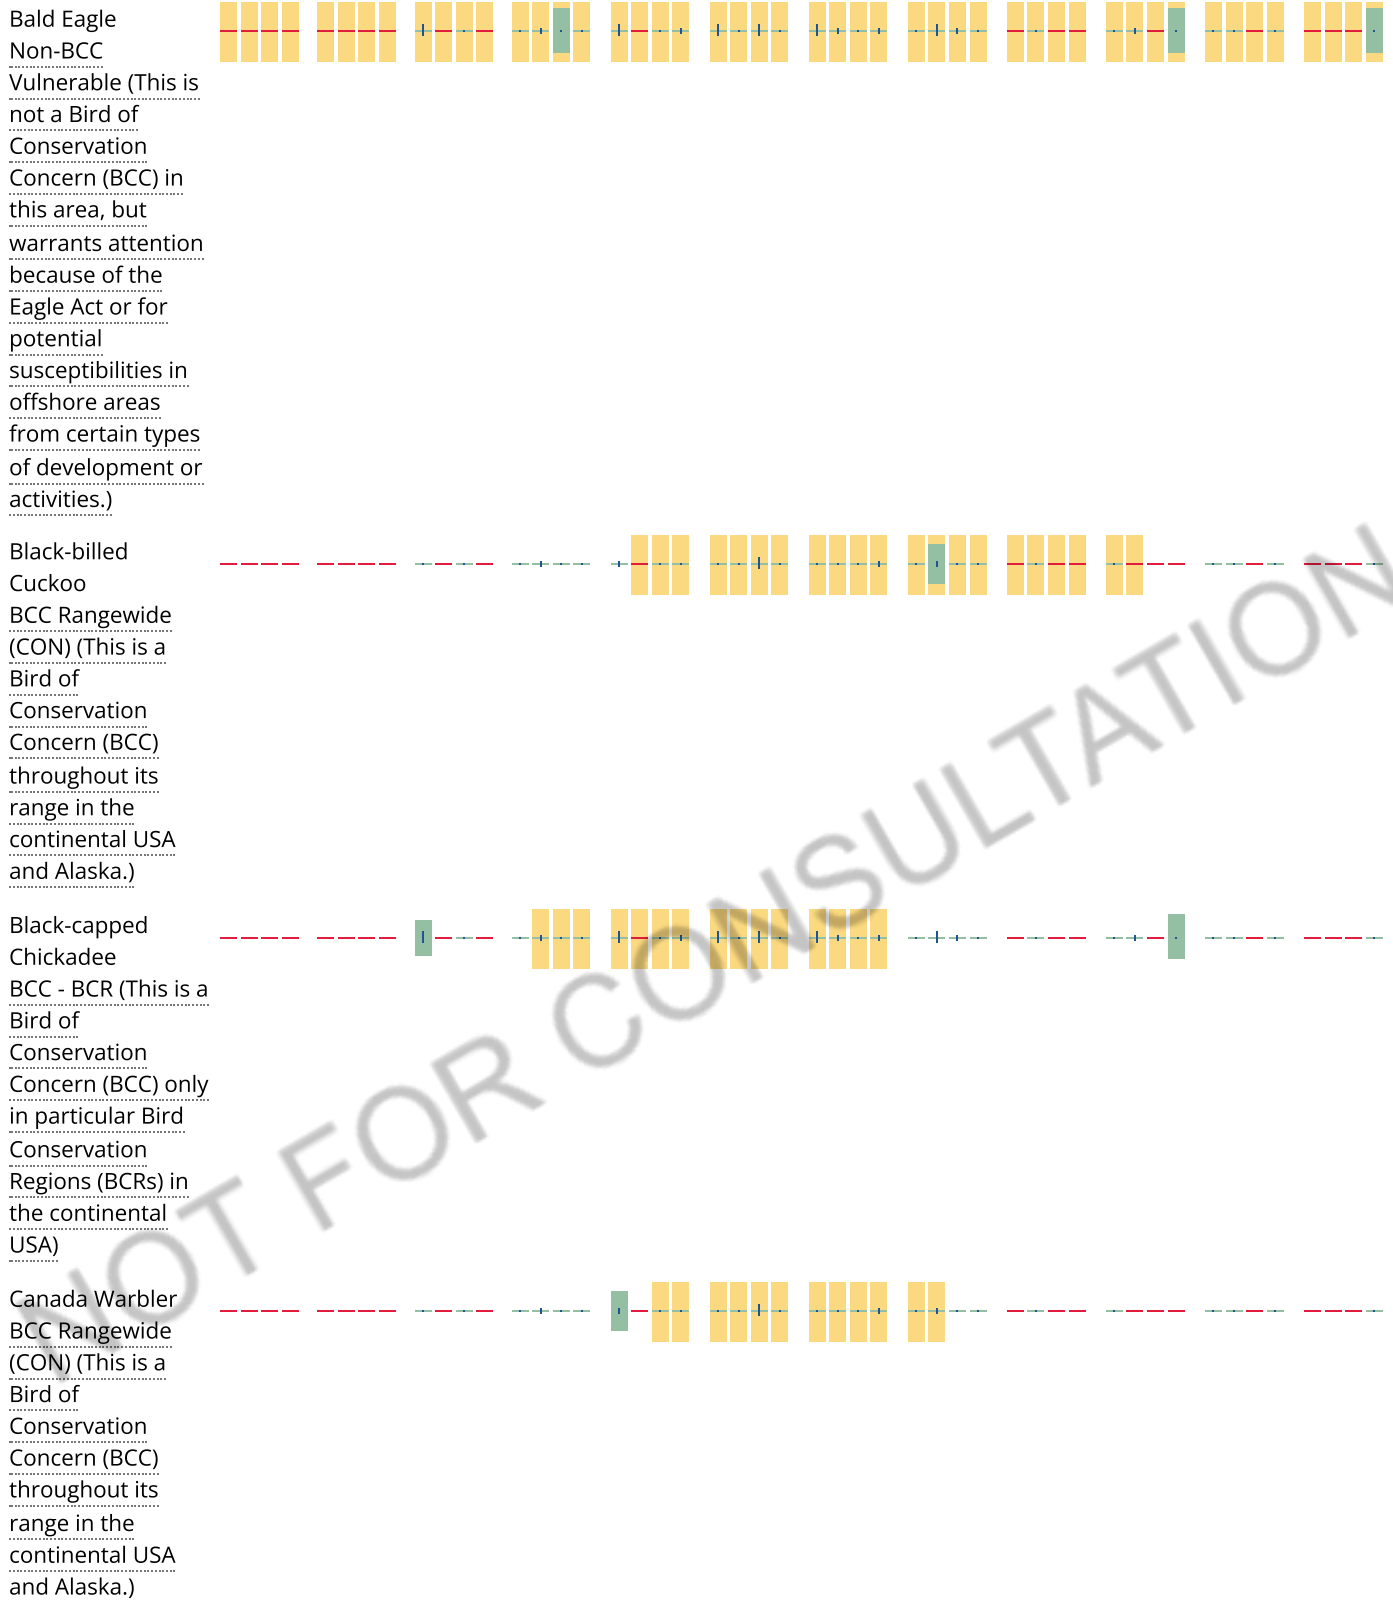 Bald Eagle
Non-BCC
Vulnerable (This is
not a Bird of
Conservation
Concern (BCC) in
this area, but
warrants attention
because of the
Eagle Act or for
potential
susceptibilities in
offshore areas
from certain types
of development or
activities.)
Black-billed
Cuckoo
BCC Rangewide
(CON) (This is a
Bird of
Conservation
Concern (BCC)
throughout its
range in the
continental USA
and Alaska.)
Black-capped
Chickadee
BCC - BCR (This is a
Bird of
Conservation
Concern (BCC) only
in particular Bird
Conservation
Regions (BCRs) in
the continental
USA)
Canada Warbler
BCC Rangewide
(CON) (This is a
Bird of
Conservation
Concern (BCC)
throughout its
range in the
continental USA
and Alaska.)
NOT FOR CONSULTATION